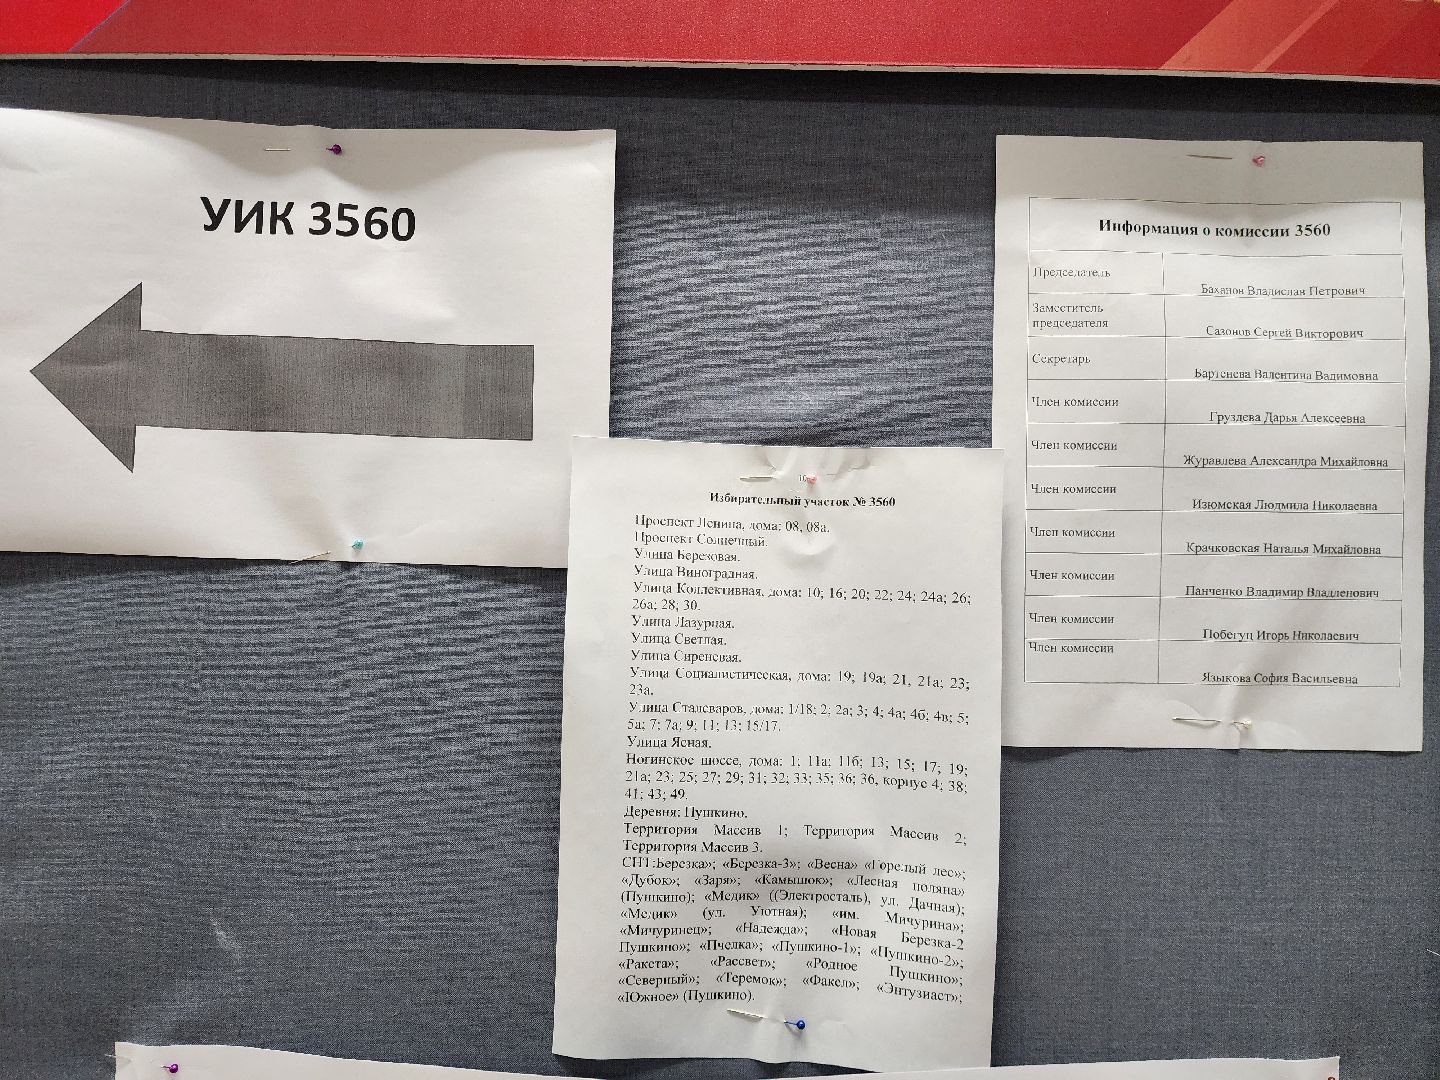 УИК 3560
Избирательный участок № 3560
Проспект Ленина, дома: 08, 08а.
Проспект Солнечный.
Улица Березовая.
Улица Виноградная.
Улица Коллективная, дома: 10; 16; 20; 22; 24; 24а; 26;
26а; 28; 30.
Улица Лазурная.
Улица Светлая.
Улица Сиреневая.
Улица Социалистическая, дома: 19; 19а; 21, 21а; 23;
23а.
Улица Сталеваров, дома: 1/18; 2; 2а; 3; 4; 4а; 4б; 4в; 5;
5а; 7; 7а; 9; 11; 13; 15/17.
Улица Ясная.
Ногинское шоссе, дома: 1; 11а; 11б; 13; 15; 17; 19;
21а; 23; 25; 27; 29; 31; 32; 33; 35; 36; 36, корпус 4; 38;
41; 43; 49.
Деревня: Пушкино.
Территория Массив 1; Территория Массив 2;
Территория Массив 3.
СНТ:Березка»; «Березка-3»; «Весна» «Горелый лес»;
«Дубок»; «Заря»; «Камышок»; «Лесная поляна»
(Пушкино); «Медик» ((Электросталь), ул. Дачная);
«Медик» (ул. Уютная); «им. Мичурина»;
«Мичуринец»; «Надежда»; «Новая Березка-2
Пушкино»; «Пчелка»; «Пушкино-1»; «Пушкино-2»;
«Ракета»; «Рассвет»; «Родное Пушкино»;
«Северный»; «Теремок»; «Факел»; «Энтузиаст»;
«Южное» (Пушкино).
Информация о комиссии 3560
Председатель
Баханов Владислав Петрович
Заместитель
председателя
Сазонов Сергей Викторович
Секретарь
Бартенева Валентина Вадимовна
Член комиссии
Груздева Дарья Алексеевна
Член комиссии
Журавлева Александра Михайловна
Член комиссии
Изюмская Людмила Николаевна
Член комиссии
Крачковская Наталья Михайловна
Член комиссии
Панченко Владимир Владленович
Член комиссии
Побегуц Игорь Николаевич
Член комиссии
Языкова София Васильевна